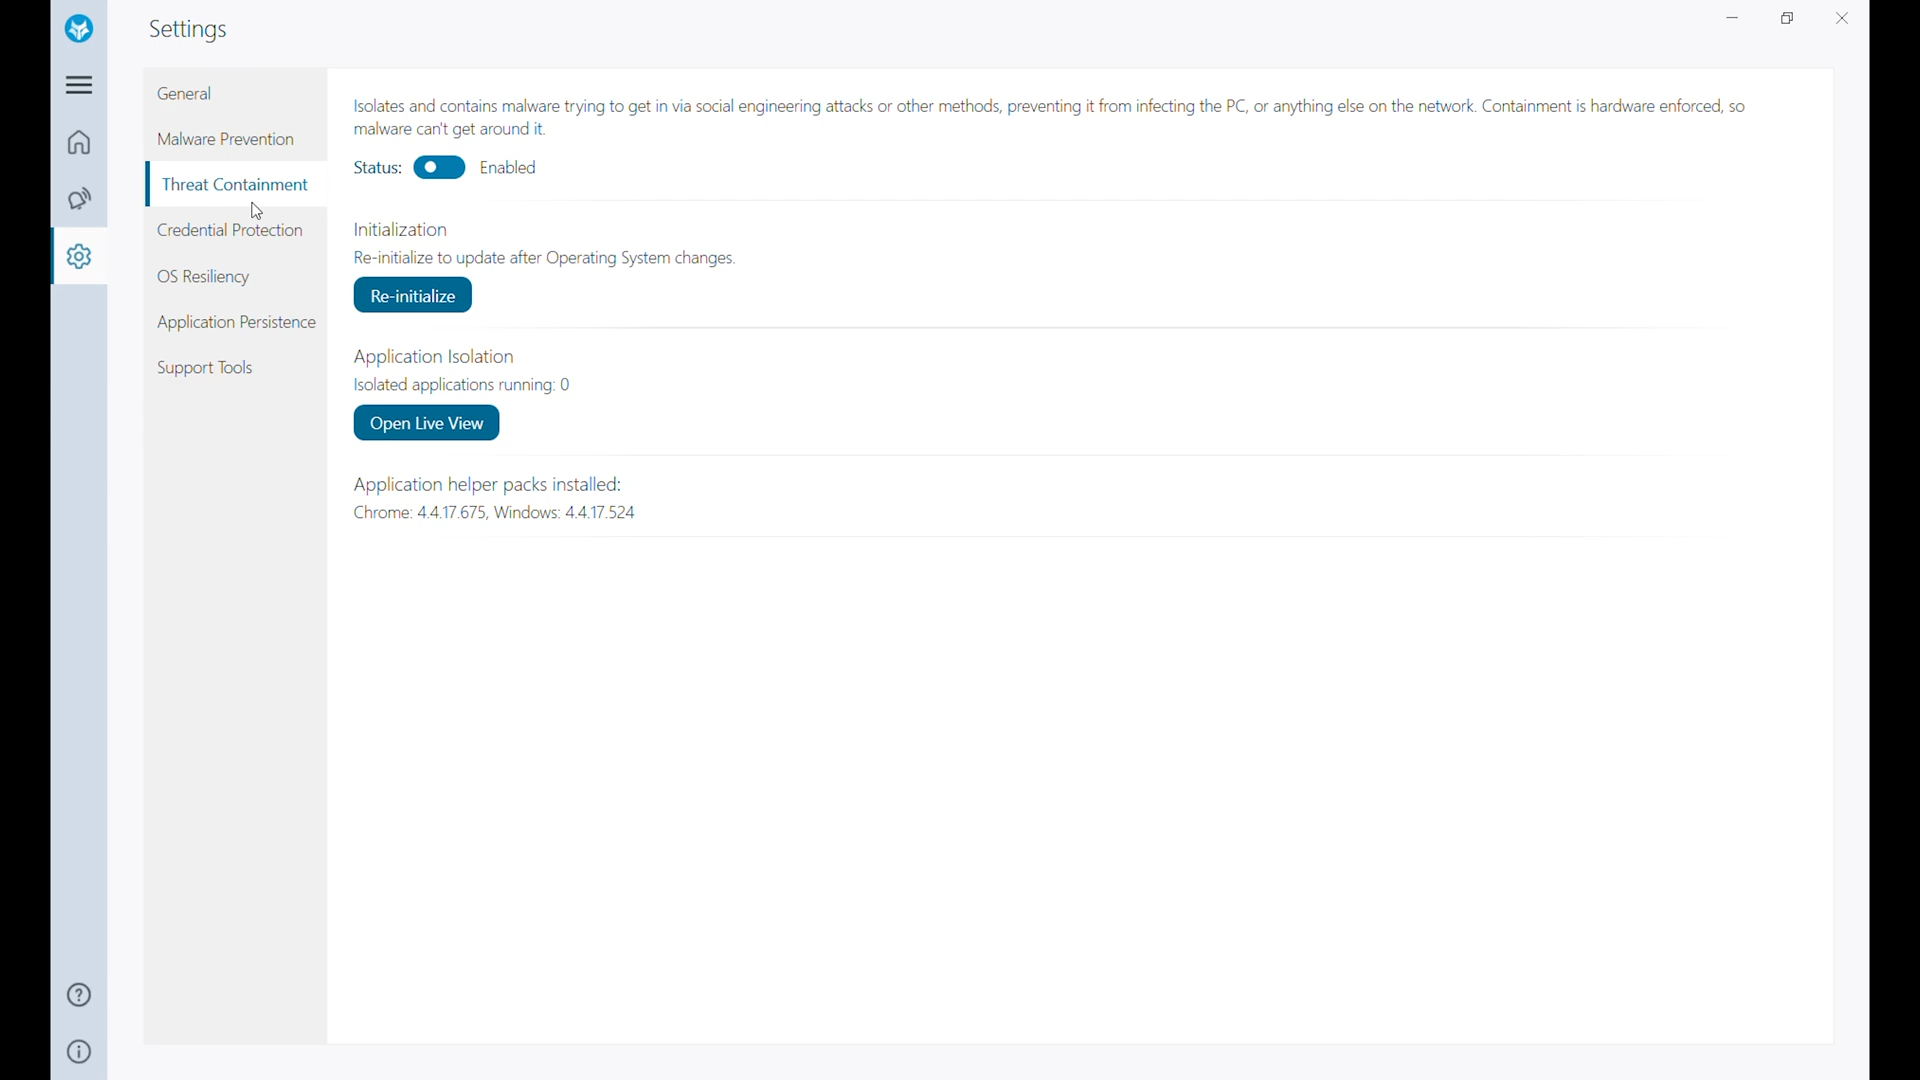 Settings
General
Malware Prevention
Threat Containment
Credential Protection
OS Resiliency
Application Persistence
Support Tools
Isolates and contains malware trying to get in via social engineering attacks or other methods, preventing it from infecting the PC, or anything else on the network. Containment is hardware enforced, so
malware can't get around it.
Status: Enabled
Initialization
Re-initialize to update after Operating System changes.
Re-initialize
Application Isolation
Isolated applications running: 0
Open Live View
Application helper packs installed:
Chrome: 4.4.17.675, Windows: 4.4.17.524